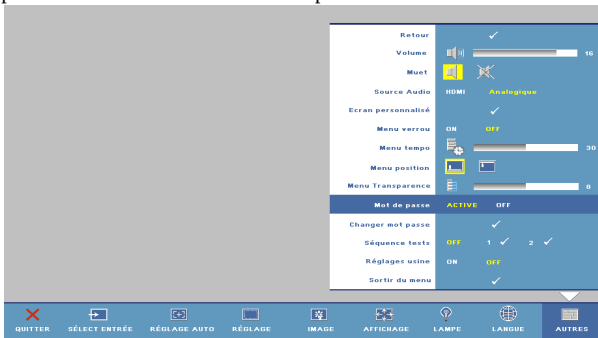 Retour
Volume 16
Muet
Source Audio HDMI Analogique
Ecran personnalisé
Menu verrou ON OFF
Menu tempo 30
Menu position
Menu Transparence 0
Mot de passe ACTIVE OFF
Changer mot passe
Séquence tests OFF 1 2
Réglages usine ON OFF
Sortir du menu
QUITTER SÉLECT ENTRÉE RÉGLAGE AUTO RÉGLAGE IMAGE AFFICHAGE LAMPE LANGUE AUTRES